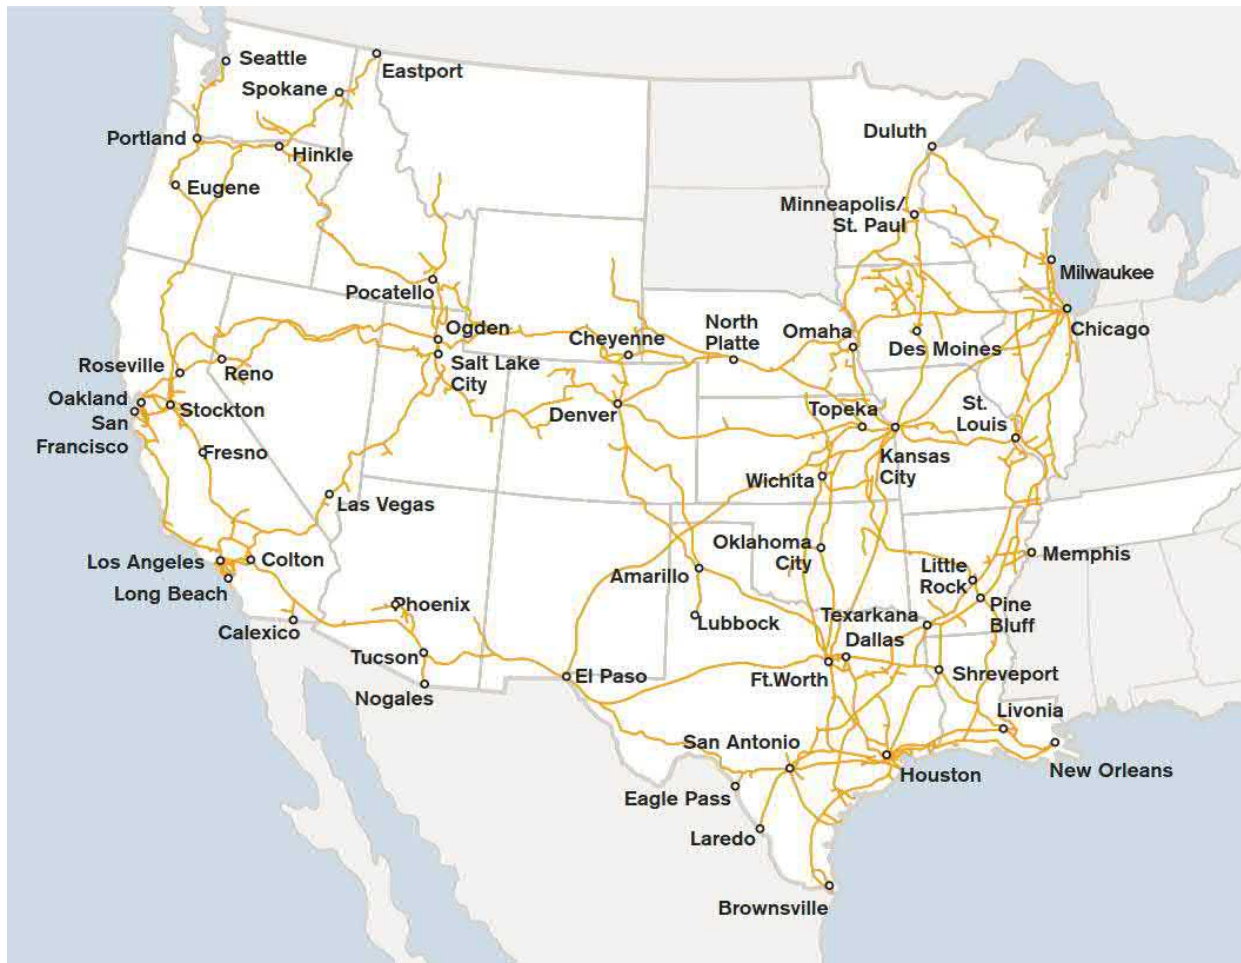 Seattle
Eastport
Spokane
Portland
Hinkle
Eugene
Duluth
Minneapolis/
St. Paul
Milwaukee
Pocatello
Chicago
Ogden
Cheyenne
North
Platte
Omaha
Des Moines
Roseville
Reno
Salt Lake
City
Oakland
San
Francisco
Stockton
Denver
Topeka
St.
Louis
Fresno
Kansas
City
Wichita
Las Vegas
Los Angeles
Colton
Long Beach
Oklahoma
City
Memphis
Amarillo
Little
Rock
Phoenix
Calexico
Lubbock
Texarkana
Pine
Bluff
Tucson
Dallas
Nogales
El Paso
Ft.Worth
Shreveport
Livonia
San Antonio
Houston
New Orleans
Eagle Pass
Laredo
Brownsville